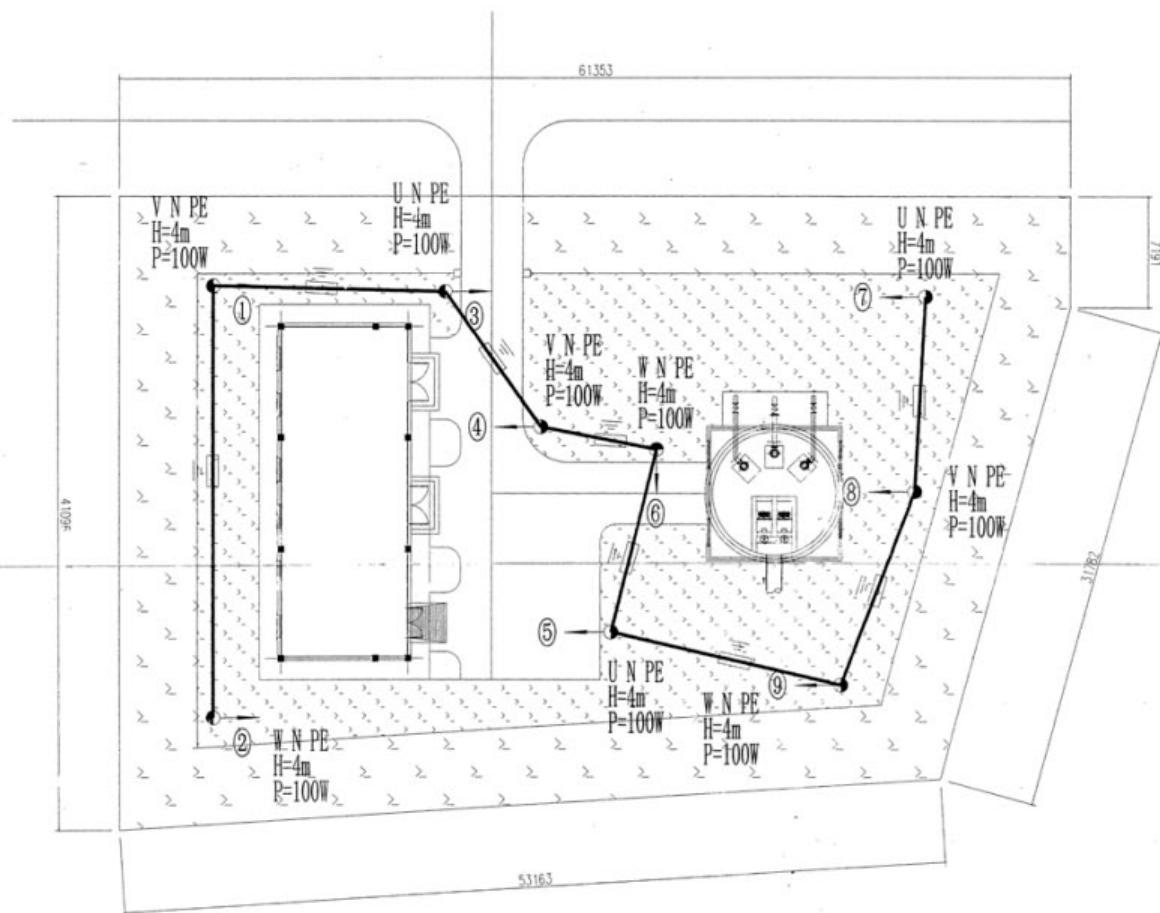 61353
V N PE
H=4m
P=100W
U N PE
H=4m
P=100W
U N PE
H=4m
P=100W
7191
①
③
⑦
V N PE
H=4m
P=100W
W N PE
H=4m
P=100W
④
⑥
⑧
V N PE
H=4m
P=100W
41096
31782
⑤
U N PE
H=4m
P=100W
⑨
W N PE
H=4m
P=100W
②
W N PE
H=4m
P=100W
53163